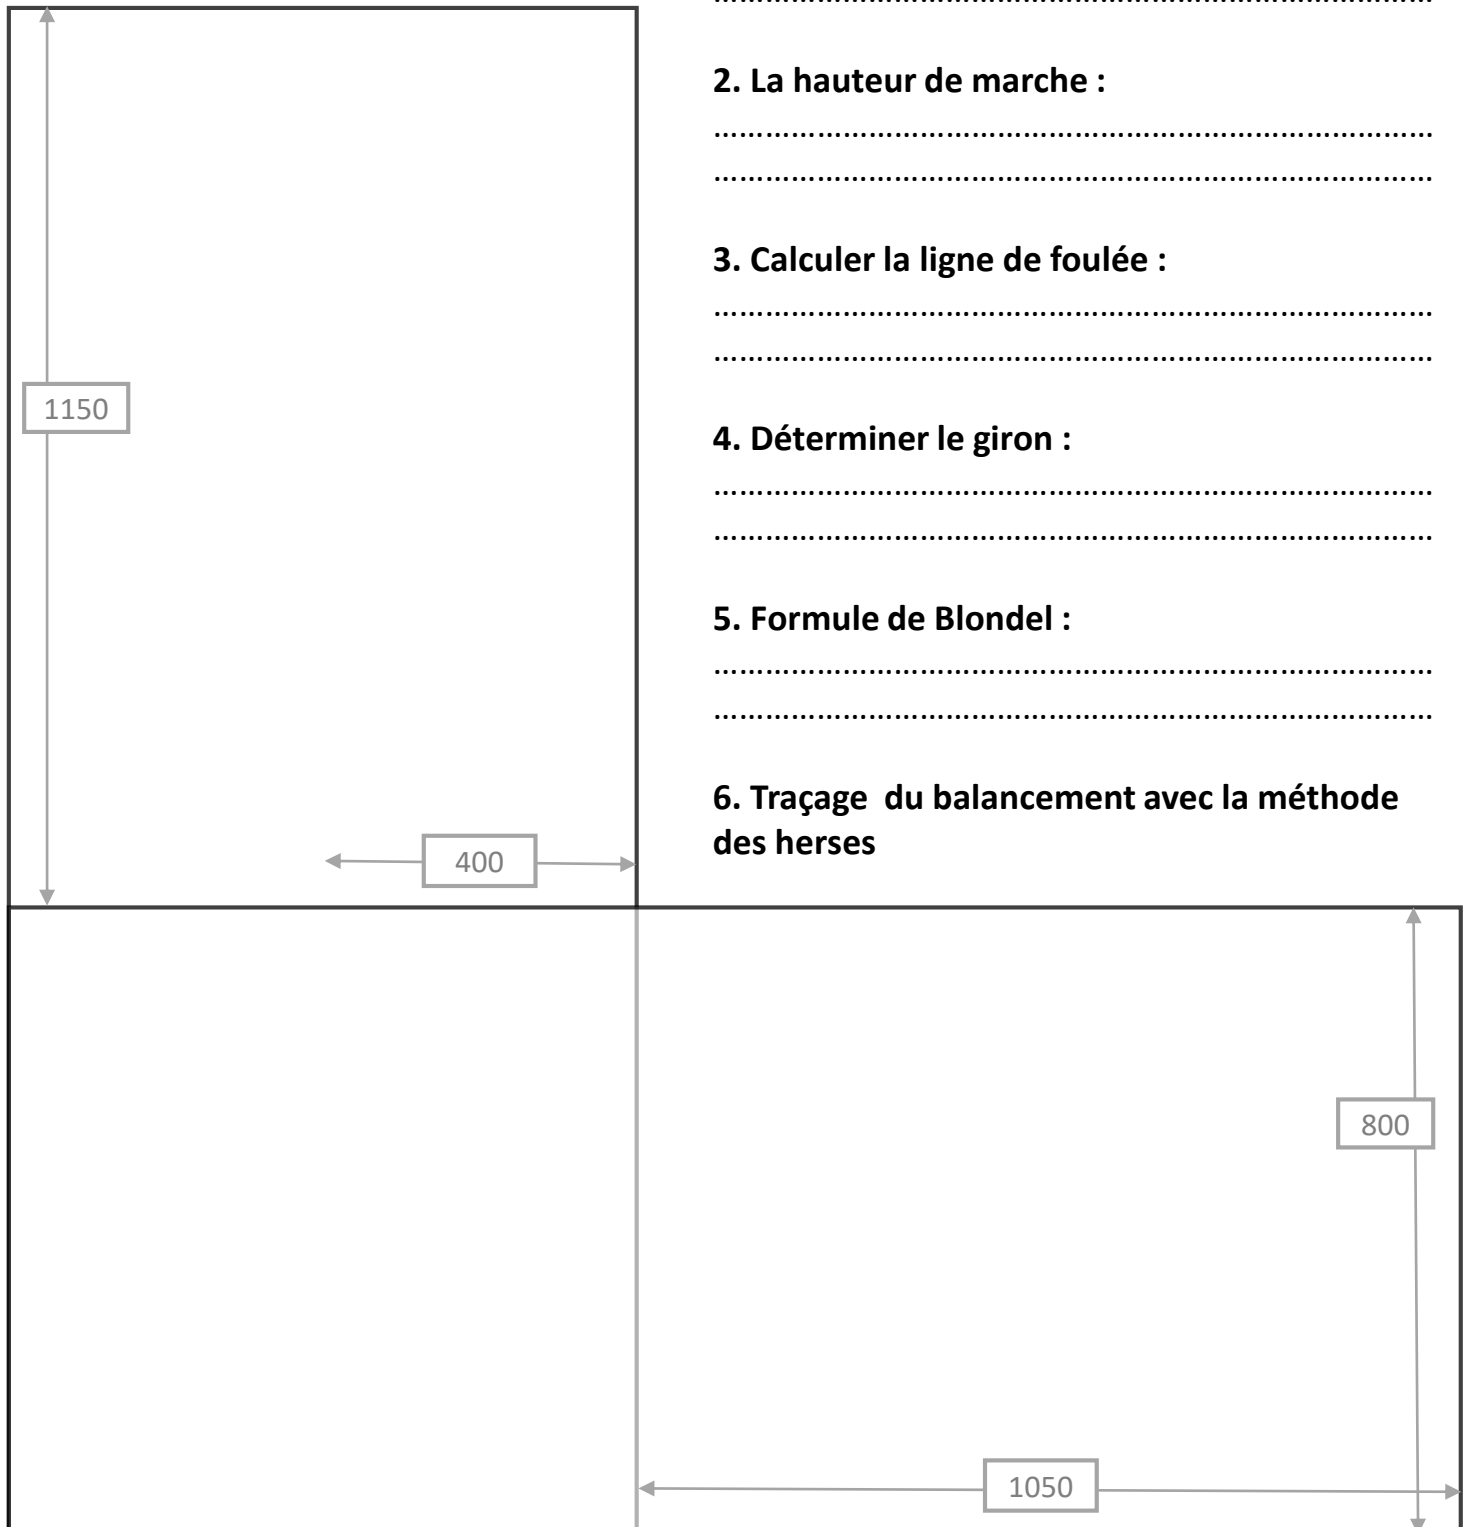 ……………………………………………………………………
2. La hauteur de marche :
……………………………………………………………………
……………………………………………………………………
3. Calculer la ligne de foulée :
……………………………………………………………………
……………………………………………………………………
1150
4. Déterminer le giron :
……………………………………………………………………
……………………………………………………………………
5. Formule de Blondel :
……………………………………………………………………
……………………………………………………………………
6. Traçage du balancement avec la méthode
des herses
400
800
1050